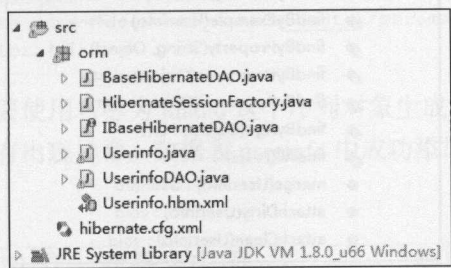 src
orm
BaseHibernateDAO.java
HibernateSessionFactory.java
IBaseHibernateDAO.java
Userinfo.java
UserinfoDAO.java
Userinfo.hbm.xml
hibernate.cfg.xml
JRE System Library [Java JDK VM 1.8.0_u66 Windows]